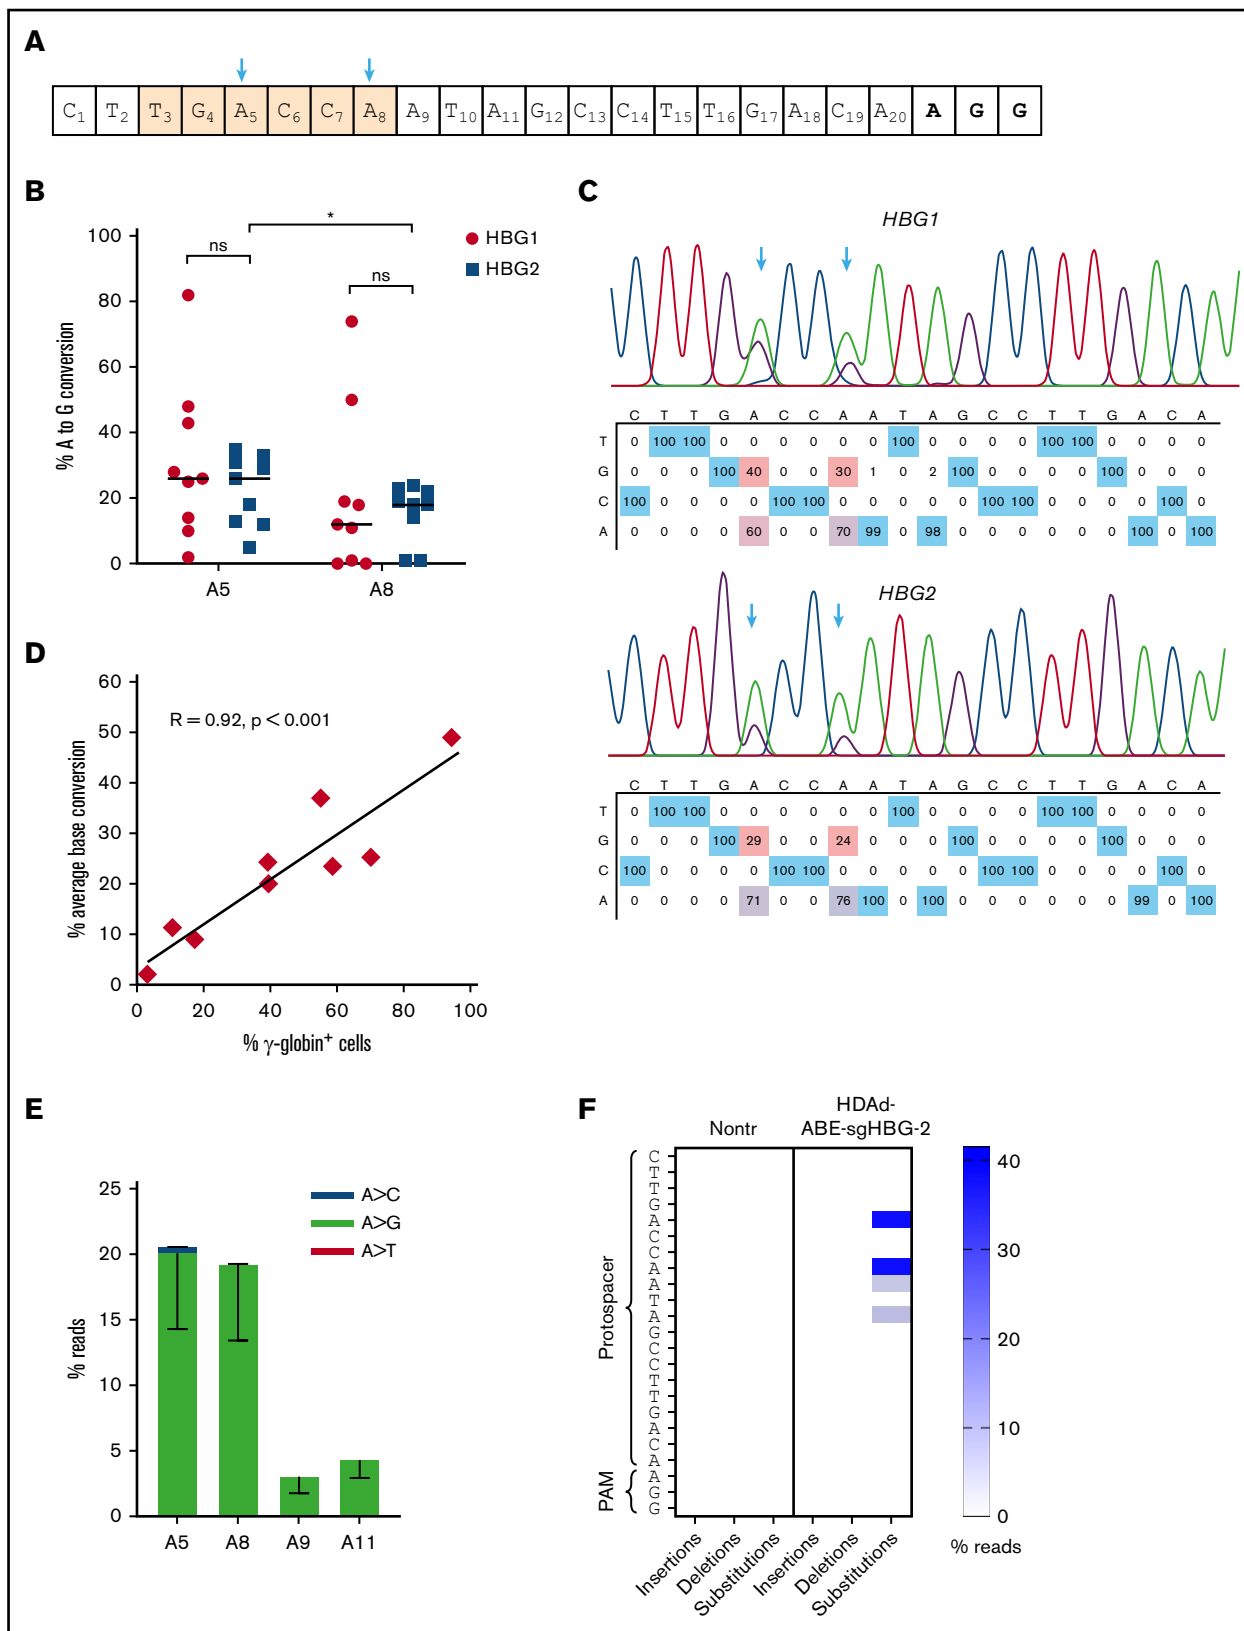 A
C1 T2 T3 G4 A5 C6 C7 A8 A9 T10 A11 G12 C13 C14 T15 T16 G17 A18 C19 A20 A G G
B
% A to G conversion
100
80
60
40
20
0
ns
*
ns
HBG1
HBG2
A5 A8
C
HBG1
C T T G A C C A A T A G C C T T G A C A
T 0 100 100 0 0 0 0 0 0 100 0 0 0 0 100 100 0 0 0 0
G 0 0 0 100 40 0 0 30 1 0 2 100 0 0 0 0 100 0 0 0
C 100 0 0 0 0 100 100 0 0 0 0 0 100 100 0 0 0 0 100 0
A 0 0 0 0 60 0 0 70 99 0 98 0 0 0 0 0 0 100 0 100
HBG2
C T T G A C C A A T A G C C T T G A C A
T 0 100 100 0 0 0 0 0 0 100 0 0 0 0 100 100 0 0 0 0
G 0 0 0 100 29 0 0 24 0 0 0 100 0 0 0 0 100 0 0 0
C 100 0 0 0 0 100 100 0 0 0 0 0 100 100 0 0 0 0 100 0
A 0 0 0 0 71 0 0 76 100 0 100 0 0 0 0 0 0 99 0 100
D
% average base conversion
60
50
40
30
20
10
0
R = 0.92, p < 0.001
0 20 40 60 80 100
% γ-globin+ cells
E
% reads
25
20
15
10
5
0
A>C
A>G
A>T
A5 A8 A9 A11
F
Nontr
HDAd-
ABE-sgHBG-2
Protospacer
C
T
T
G
A
C
C
A
A
T
A
G
C
C
T
T
G
A
C
A
PAM
A
G
G
Insertions
Deletions
Substitutions
Insertions
Deletions
Substitutions
40
30
20
10
0
% reads